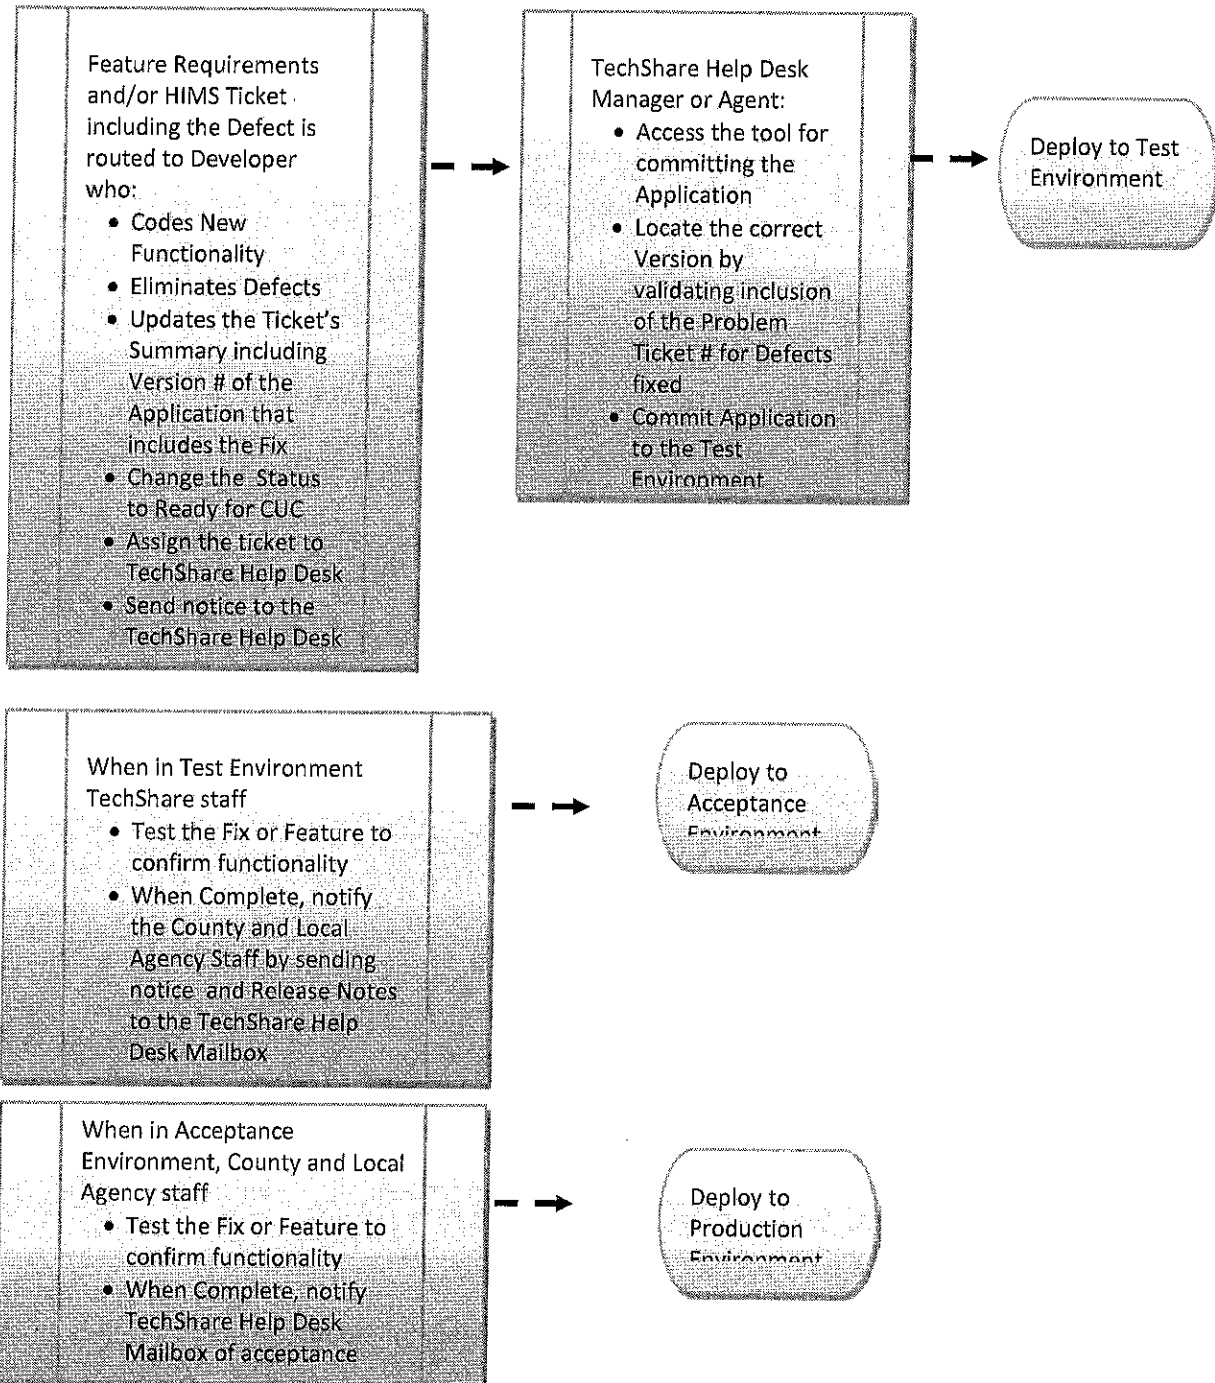 Feature Requirements
and/or HIMS Ticket
including the Defect is
routed to Developer
who:
• Codes New
Functionality
• Eliminates Defects
• Updates the Ticket's
Summary including
Version # of the
Application that
includes the Fix
• Change the Status
to Ready for CUC
• Assign the ticket to
TechShare Help Desk
• Send notice to the
TechShare Help Desk
TechShare Help Desk
Manager or Agent:
• Access the tool for
committing the
Application
• Locate the correct
Version by
validating inclusion
of the Problem
Ticket # for Defects
fixed
• Commit Application
to the Test
Environment
Deploy to Test
Environment
When in Test Environment
TechShare staff
• Test the Fix or Feature to
confirm functionality
• When Complete, notify
the County and Local
Agency Staff by sending
notice and Release Notes
to the TechShare Help
Desk Mailbox
Deploy to
Acceptance
Environment
When in Acceptance
Environment, County and Local
Agency staff
• Test the Fix or Feature to
confirm functionality
• When Complete, notify
TechShare Help Desk
Mailbox of acceptance
Deploy to
Production
Environment